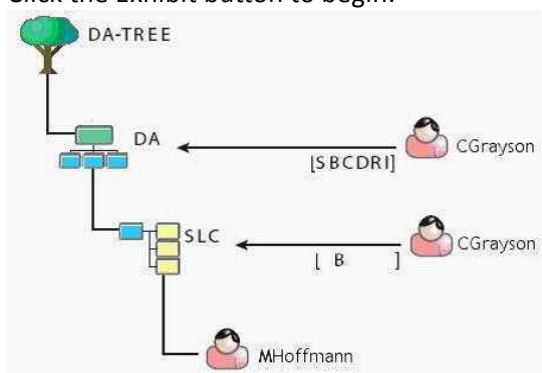 Click the Exhibit button to begin.
DA-TREE
DA
[SBCDRI]
CGrayson
SLC
[ B ]
CGrayson
MHoffmann